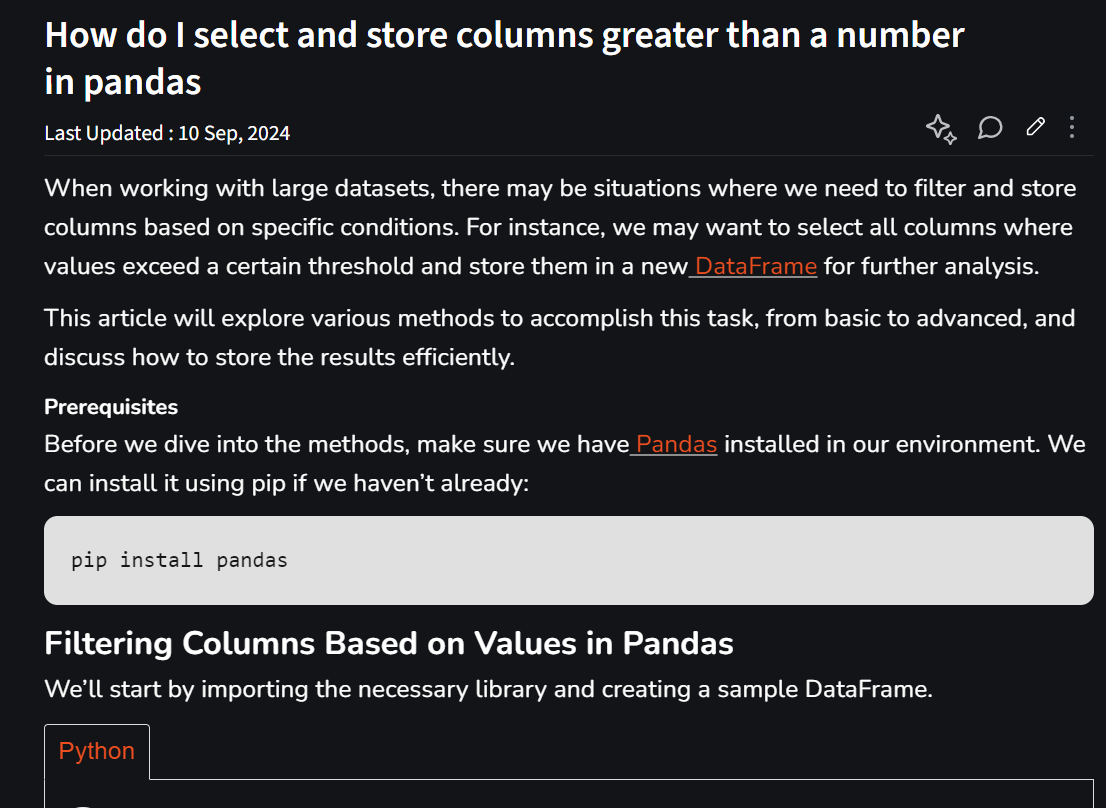 How do I select and store columns greater than a number
in pandas
Last Updated : 10 Sep, 2024
When working with large datasets, there may be situations where we need to filter and store
columns based on specific conditions. For instance, we may want to select all columns where
values exceed a certain threshold and store them in a new DataFrame for further analysis.
This article will explore various methods to accomplish this task, from basic to advanced, and
discuss how to store the results efficiently.
Prerequisites
Before we dive into the methods, make sure we have Pandas installed in our environment. We
can install it using pip if we haven’t already:
pip install pandas
Filtering Columns Based on Values in Pandas
We’ll start by importing the necessary library and creating a sample DataFrame.
Python